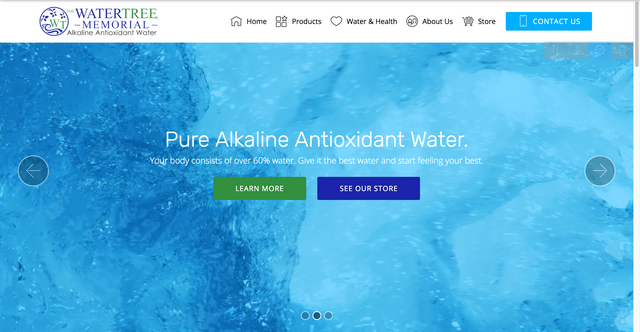 THE WATERTREE
WT
MEMORIAL
Alkaline Antioxidant Water
Home
Products
Water & Health
About Us
Store
CONTACT US
Pure Alkaline Antioxidant Water.
Your body consists of over 60% water. Give it the best water and start feeling your best.
LEARN MORE
SEE OUR STORE